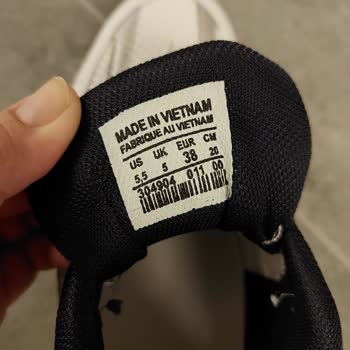 MADE IN VIETNAM
FABRIQUE AU VIETNAM
US UK EUR CM
5,5 5 38 20
304904 011 00